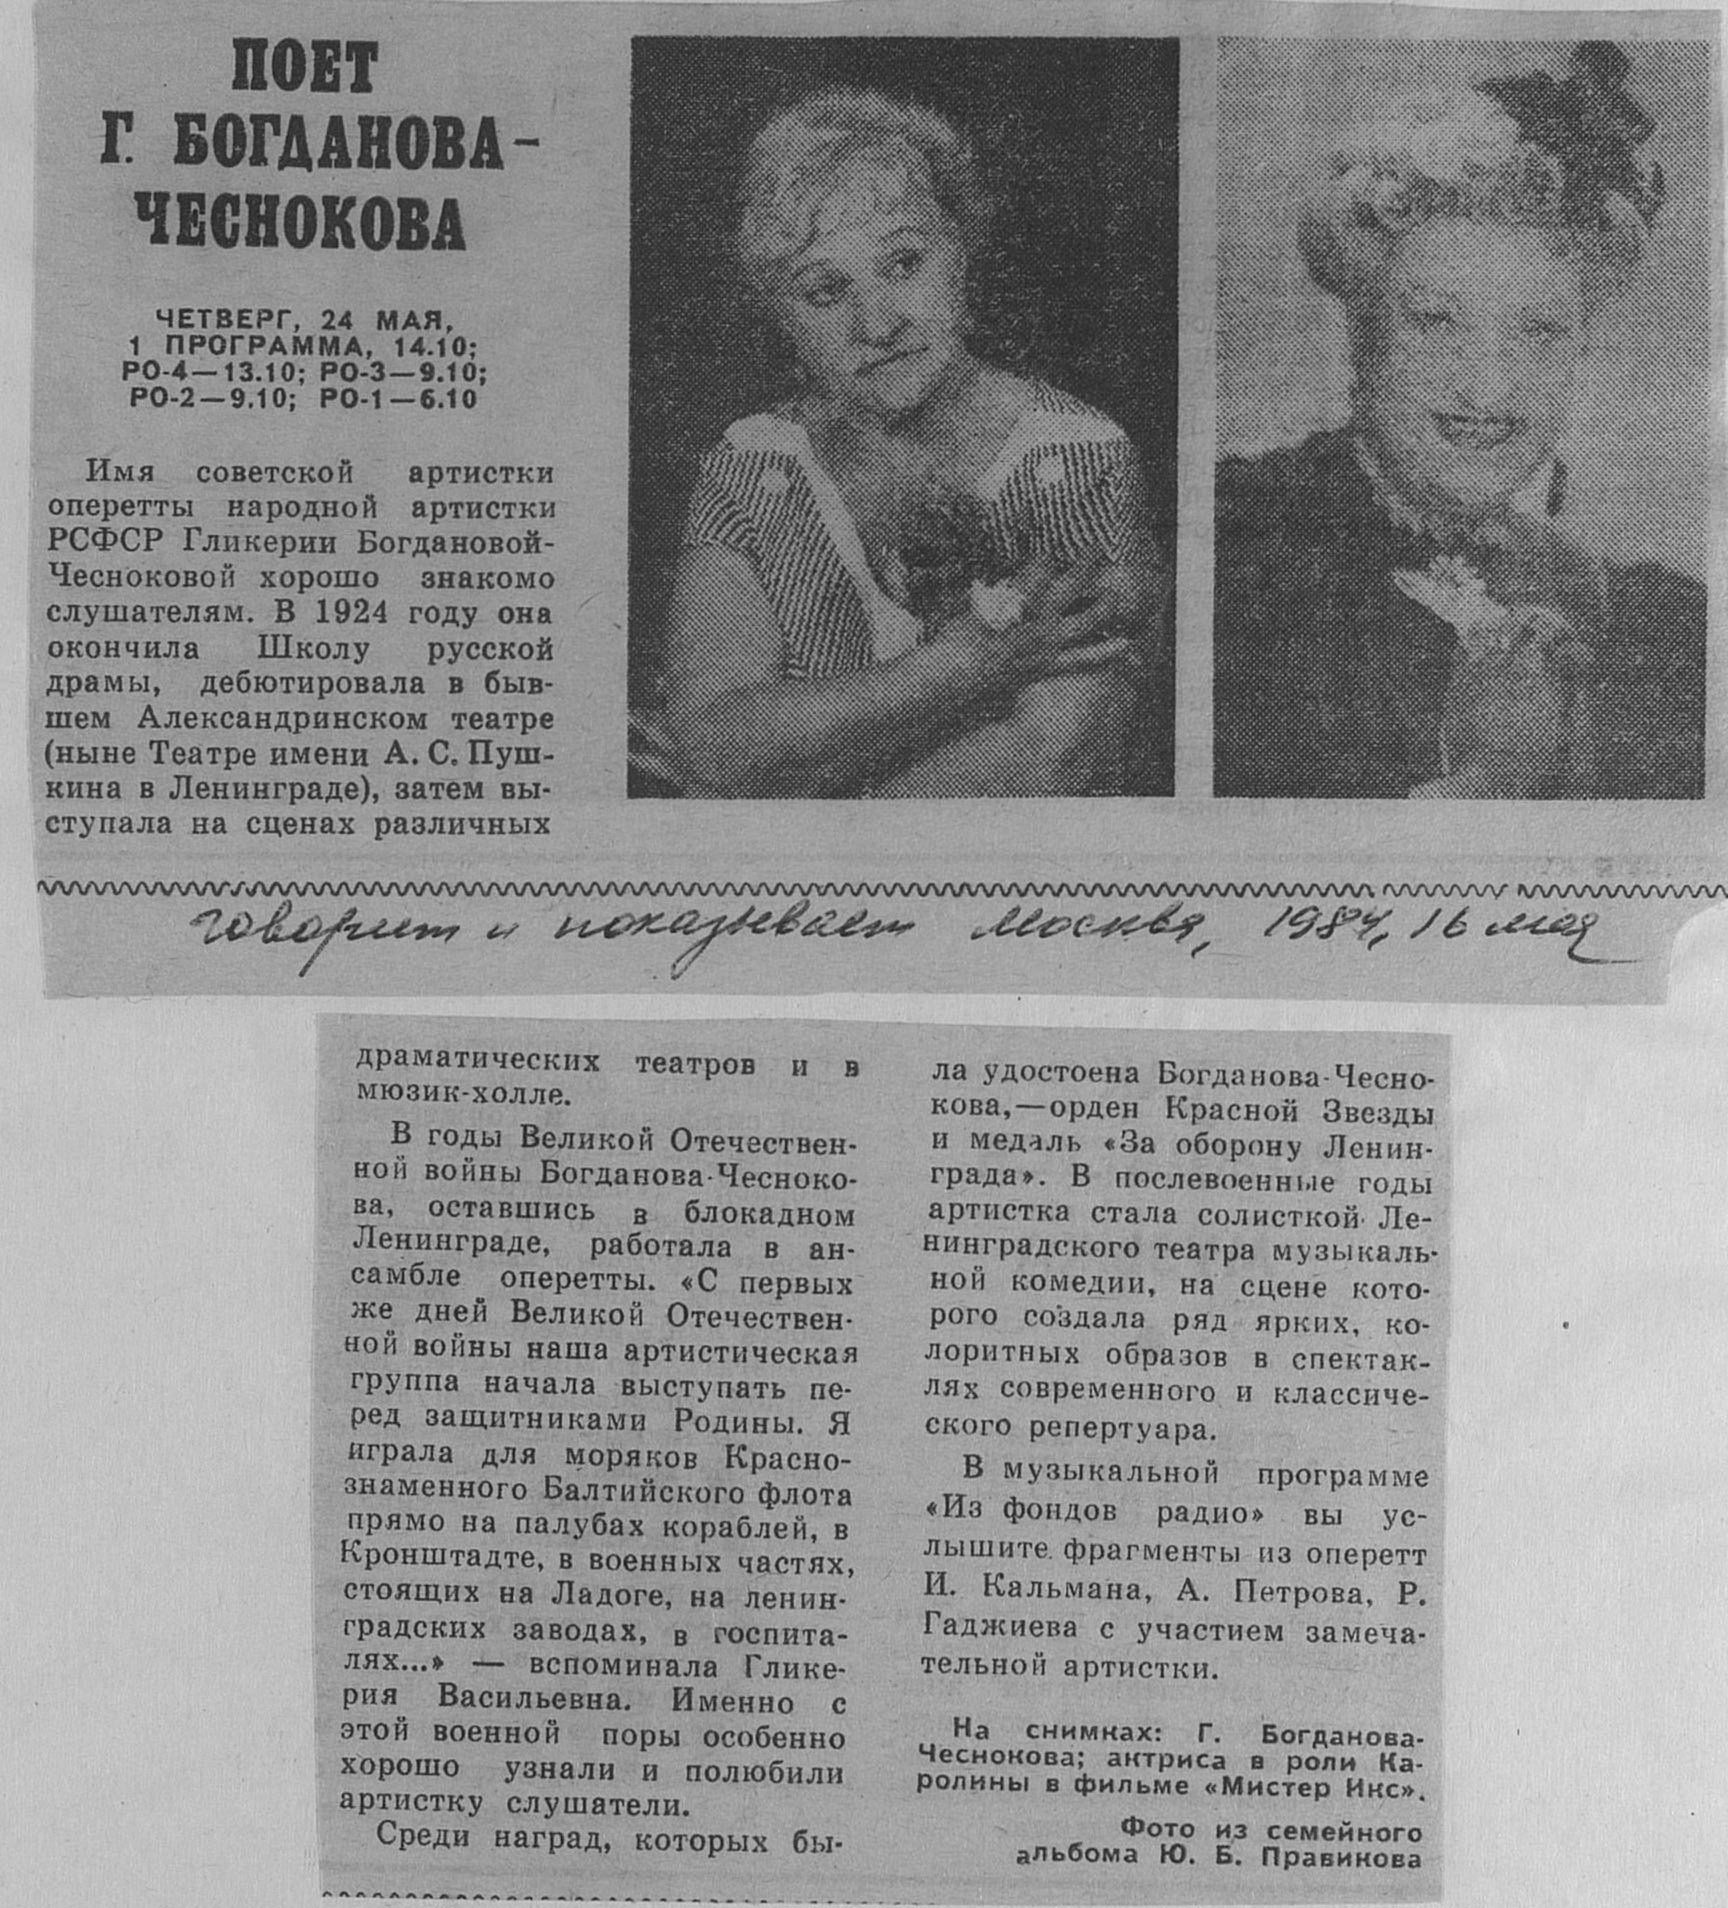 ПОЕТ
Г. БОГДАНОВА-
ЧЕСНОКОВА
ЧЕТВЕРГ, 24 МАЯ,
1 ПРОГРАММА, 14.10;
РО-4—13.10; РО-3—9.10;
РО-2—9.10; РО-1—6.10
Имя советской артистки
оперетты народной артистки
РСФСР Гликерии Богдановой-
Чесноковой хорошо знакомо
слушателям. В 1924 году она
окончила Школу русской
драмы, дебютировала в быв-
шем Александринском театре
(ныне Театре имени А. С. Пуш-
кина в Ленинграде), затем вы-
ступала на сценах различных
говорит и показывает Москва, 1984, 16 мая
драматических театров и в
мюзик-холле.
В годы Великой Отечествен-
ной войны Богданова-Чесноко-
ва, оставшись в блокадном
Ленинграде, работала в ан-
самбле оперетты. «С первых
же дней Великой Отечествен-
ной войны наша артистическая
группа начала выступать пе-
ред защитниками Родины. Я
играла для моряков Красно-
знаменного Балтийского флота
прямо на палубах кораблей, в
Кронштадте, в военных частях,
стоящих на Ладоге, на ленин-
градских заводах, в госпита-
лях...» — вспоминала Глике-
рия Васильевна. Именно с
этой военной поры особенно
хорошо узнали и полюбили
артистку слушатели.
Среди наград, которых бы-
ла удостоена Богданова-Чесно-
кова,—орден Красной Звезды
и медаль «За оборону Ленин-
града». В послевоенные годы
артистка стала солисткой Ле-
нинградского театра музыкаль-
ной комедии, на сцене кото-
рого создала ряд ярких, ко-
лоритных образов в спектак-
лях современного и классиче-
ского репертуара.
В музыкальной программе
«Из фондов радио» вы ус-
лышите фрагменты из оперетт
И. Кальмана, А. Петрова, Р.
Гаджиева с участием замеча-
тельной артистки.
На снимках: Г. Богданова-
Чеснокова; актриса в роли Ка-
ролины в фильме «Мистер Икс».
Фото из семейного
альбома Ю. Б. Правикова